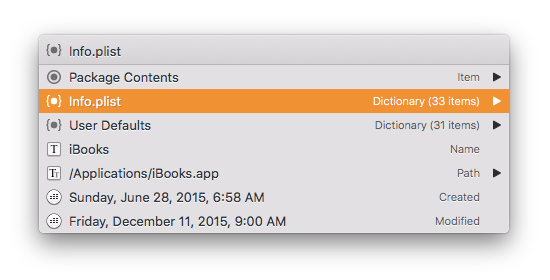 Info.plist
Package Contents Item
Info.plist Dictionary (33 items)
User Defaults Dictionary (31 items)
T iBooks Name
TT /Applications/iBooks.app Path
Sunday, June 28, 2015, 6:58 AM Created
Friday, December 11, 2015, 9:00 AM Modified